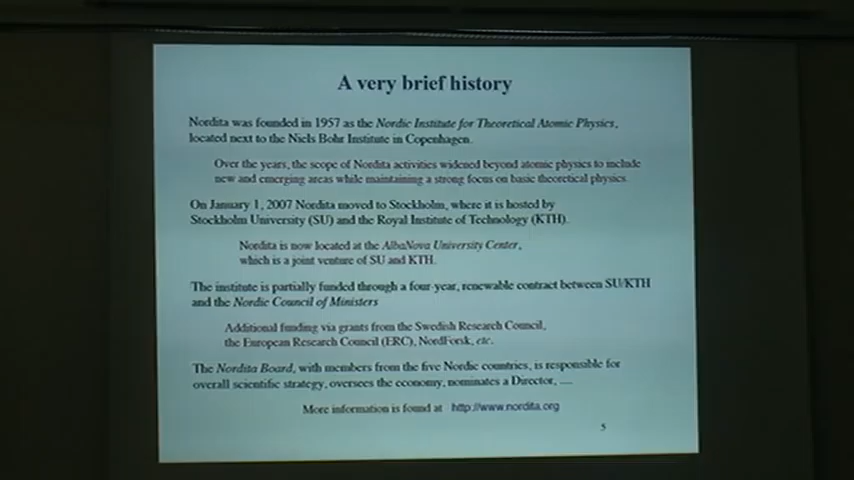 A very brief history
Nordita was founded in 1957 as the Nordic Institute for Theoretical Atomic Physics,
located next to the Niels Bohr Institute in Copenhagen.
Over the years, the scope of Nordita activities widened beyond atomic physics to include
new and emerging areas while maintaining a strong focus on basic theoretical physics.
On January 1, 2007 Nordita moved to Stockholm, where it is hosted by
Stockholm University (SU) and the Royal Institute of Technology (KTH).
Nordita is now located at the AlbaNova University Center,
which is a joint venture of SU and KTH.
The institute is partially funded through a four-year, renewable contract between SU/KTH
and the Nordic Council of Ministers
Additional funding via grants from the Swedish Research Council,
the European Research Council (ERC), NordForsk, etc.
The Nordita Board, with members from the five Nordic countries, is responsible for
overall scientific strategy, oversees the economy, nominates a Director, ....
More information is found at http://www.nordita.org
5